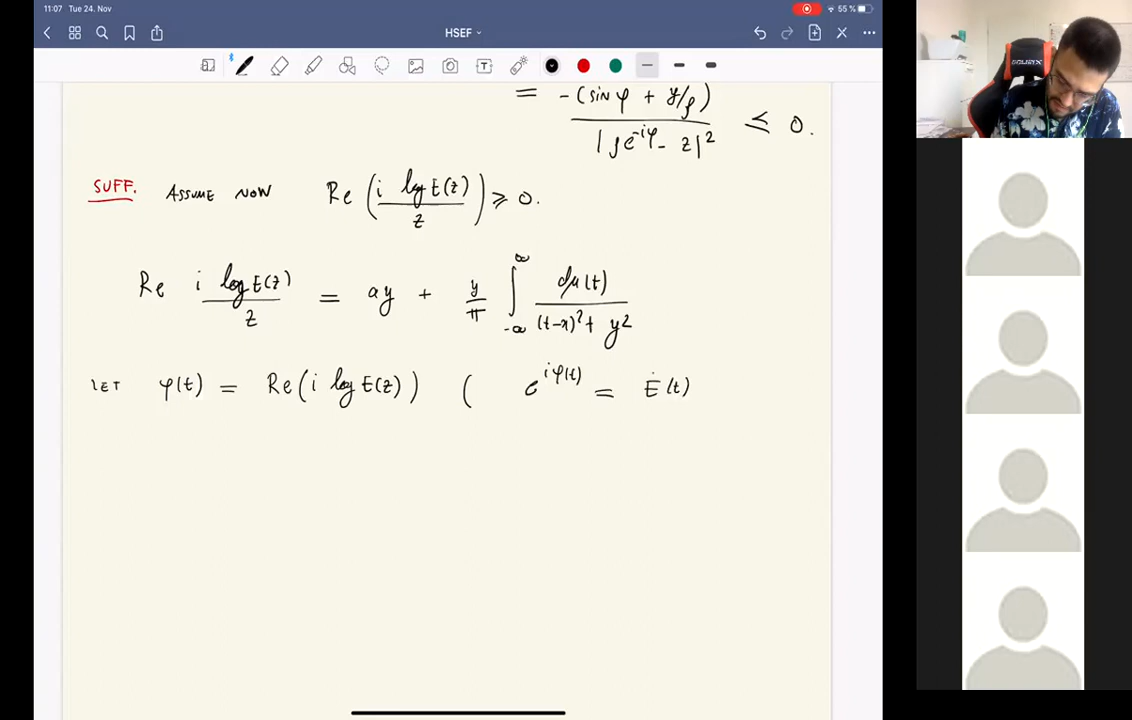 11:07 Tue 24. Nov 55 %
HSEF
= -(sin φ + y/ρ) / |ρe^{-iφ} - z|² ≤ 0.
SUFF. ASSUME NOW Re (i log E(z) / z) ≥ 0.
Re i log E(z) / z = ay + y/π ∫_{-∞}^{∞} dμ(t) / (t-x)² + y²
LET φ(t) = Re(i log E(z)) ( e^{iφ(t)} = E(t)